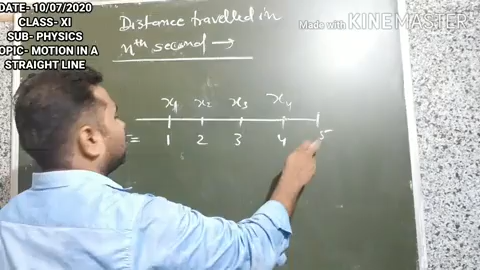 DATE- 10/07/2020
CLASS- XI
SUB- PHYSICS
TOPIC- MOTION IN A
STRAIGHT LINE
Made with KINEMASTER
Distance travelled in
nth second →
x1 x2 x3 x4
= 1 2 3 4 5